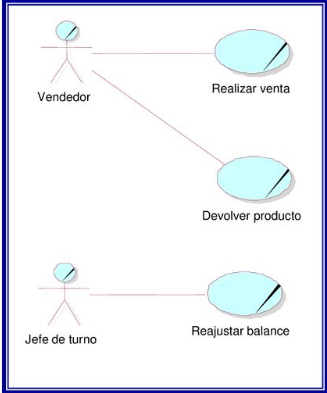 Realizar venta
Vendedor
Devolver producto
Reajustar balance
Jefe de turno